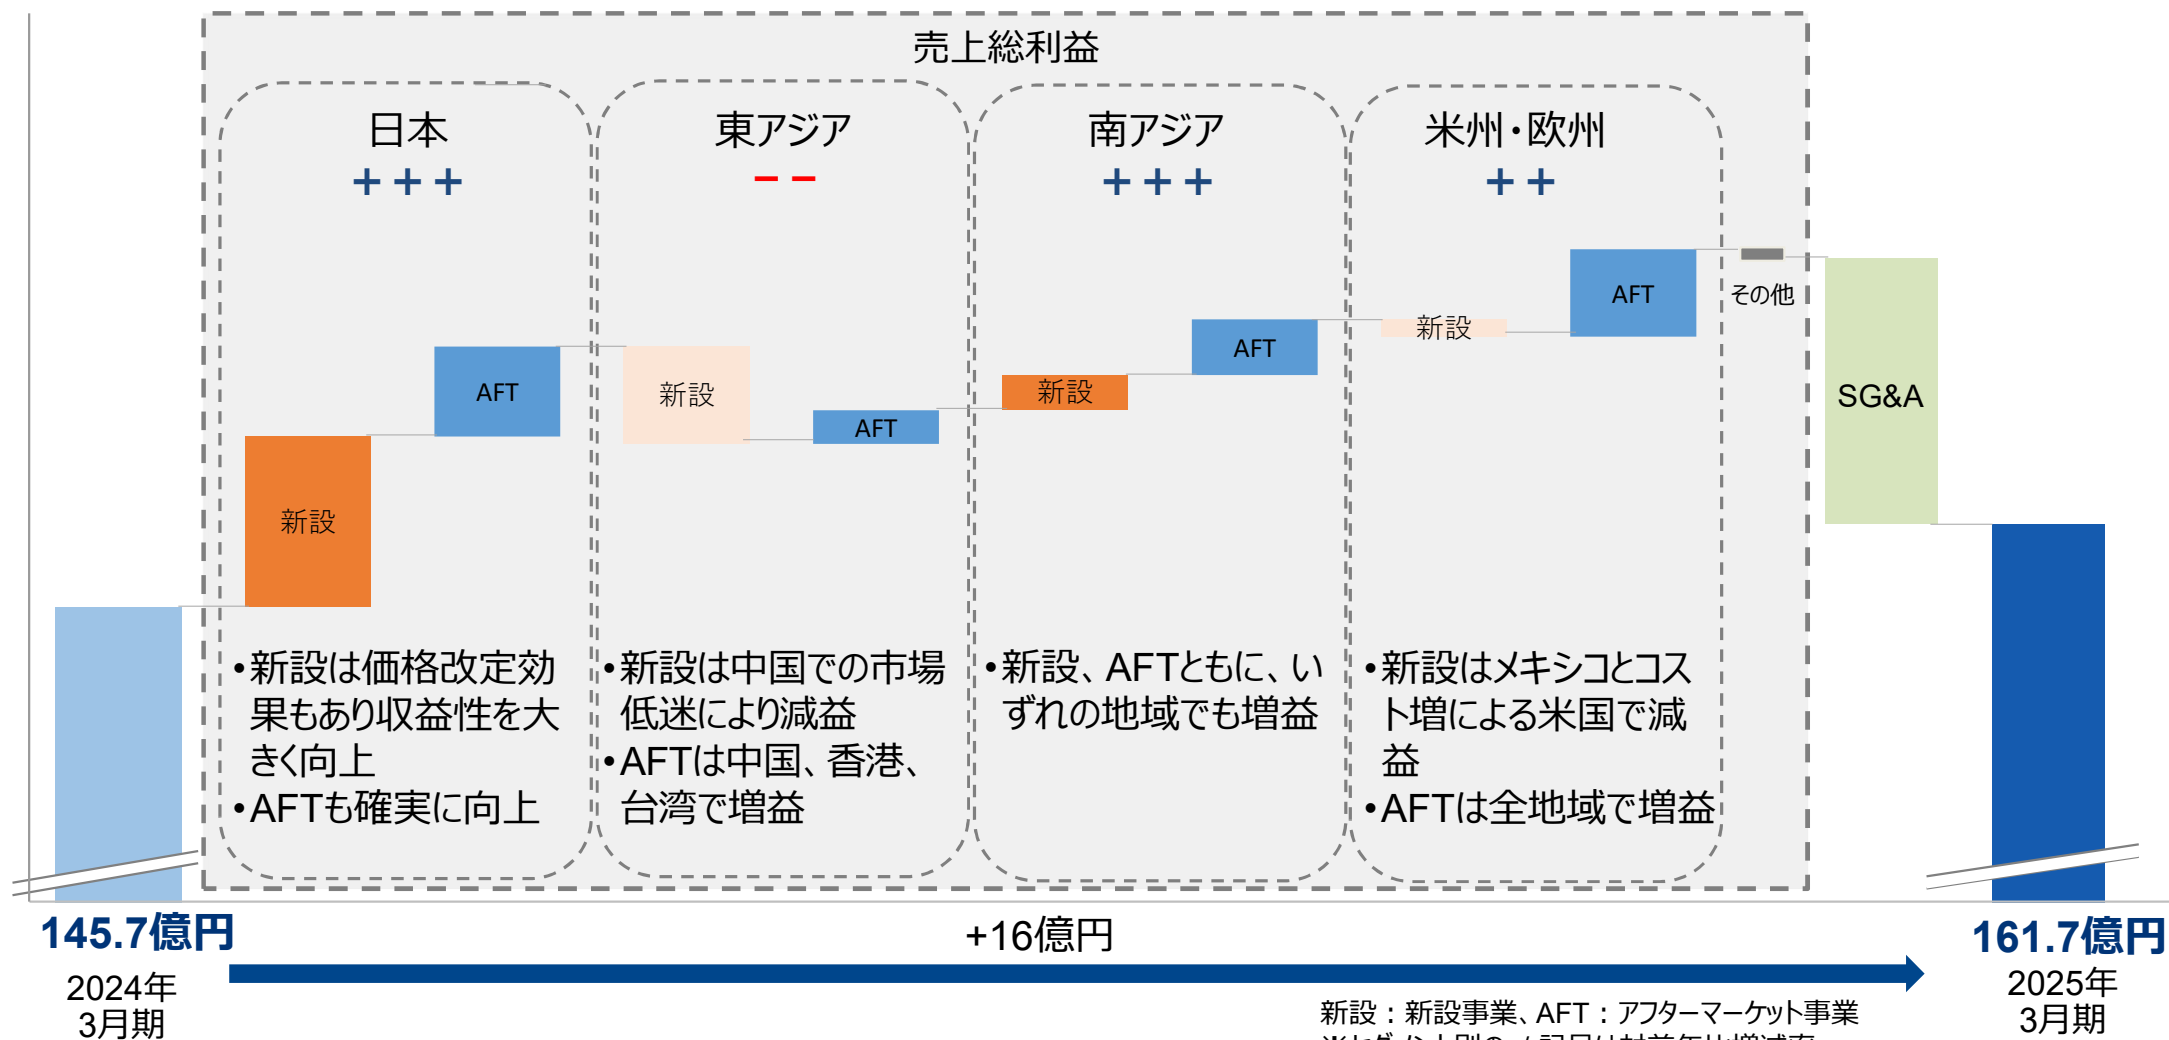 売上総利益
日本
+++
東アジア
−−
南アジア
+++
米州・欧州
++
新設
AFT
新設
AFT
新設
AFT
新設
AFT
その他
SG&A
•新設は価格改定効
果もあり収益性を大
きく向上
•AFTも確実に向上
•新設は中国での市場
低迷により減益
•AFTは中国、香港、
台湾で増益
•新設、AFTともに、い
ずれの地域でも増益
•新設はメキシコとコス
ト増による米国で減
益
•AFTは全地域で増益
145.7億円
2024年
3月期
+16億円
161.7億円
2025年
3月期
新設：新設事業、AFT：アフターマーケット事業